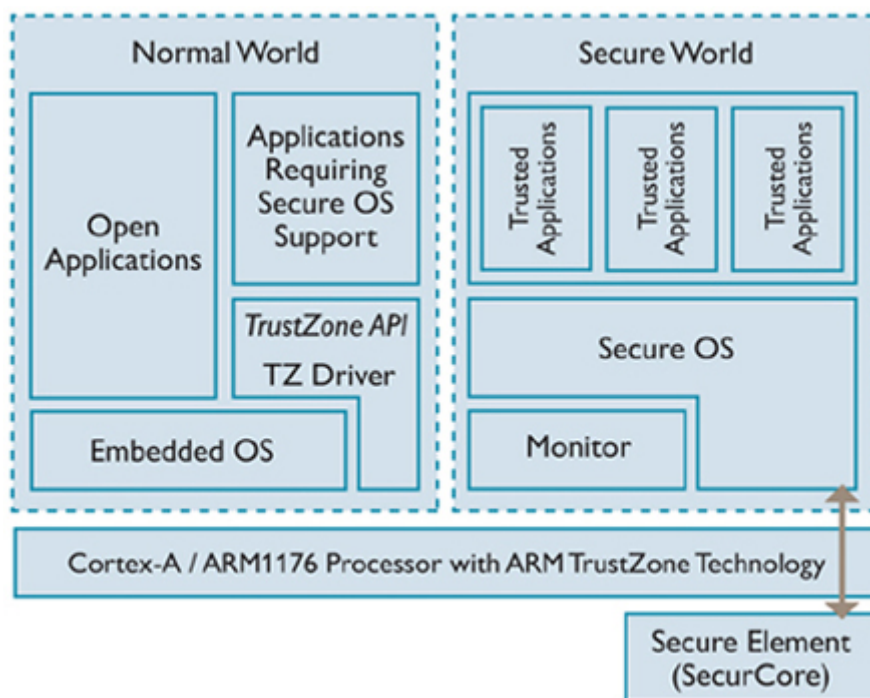 Normal World
Open
Applications
Applications
Requiring
Secure OS
Support
TrustZone API
TZ Driver
Embedded OS
Secure World
Trusted
Applications
Trusted
Applications
Trusted
Applications
Secure OS
Monitor
Cortex-A / ARM1176 Processor with ARM TrustZone Technology
Secure Element
(SecurCore)